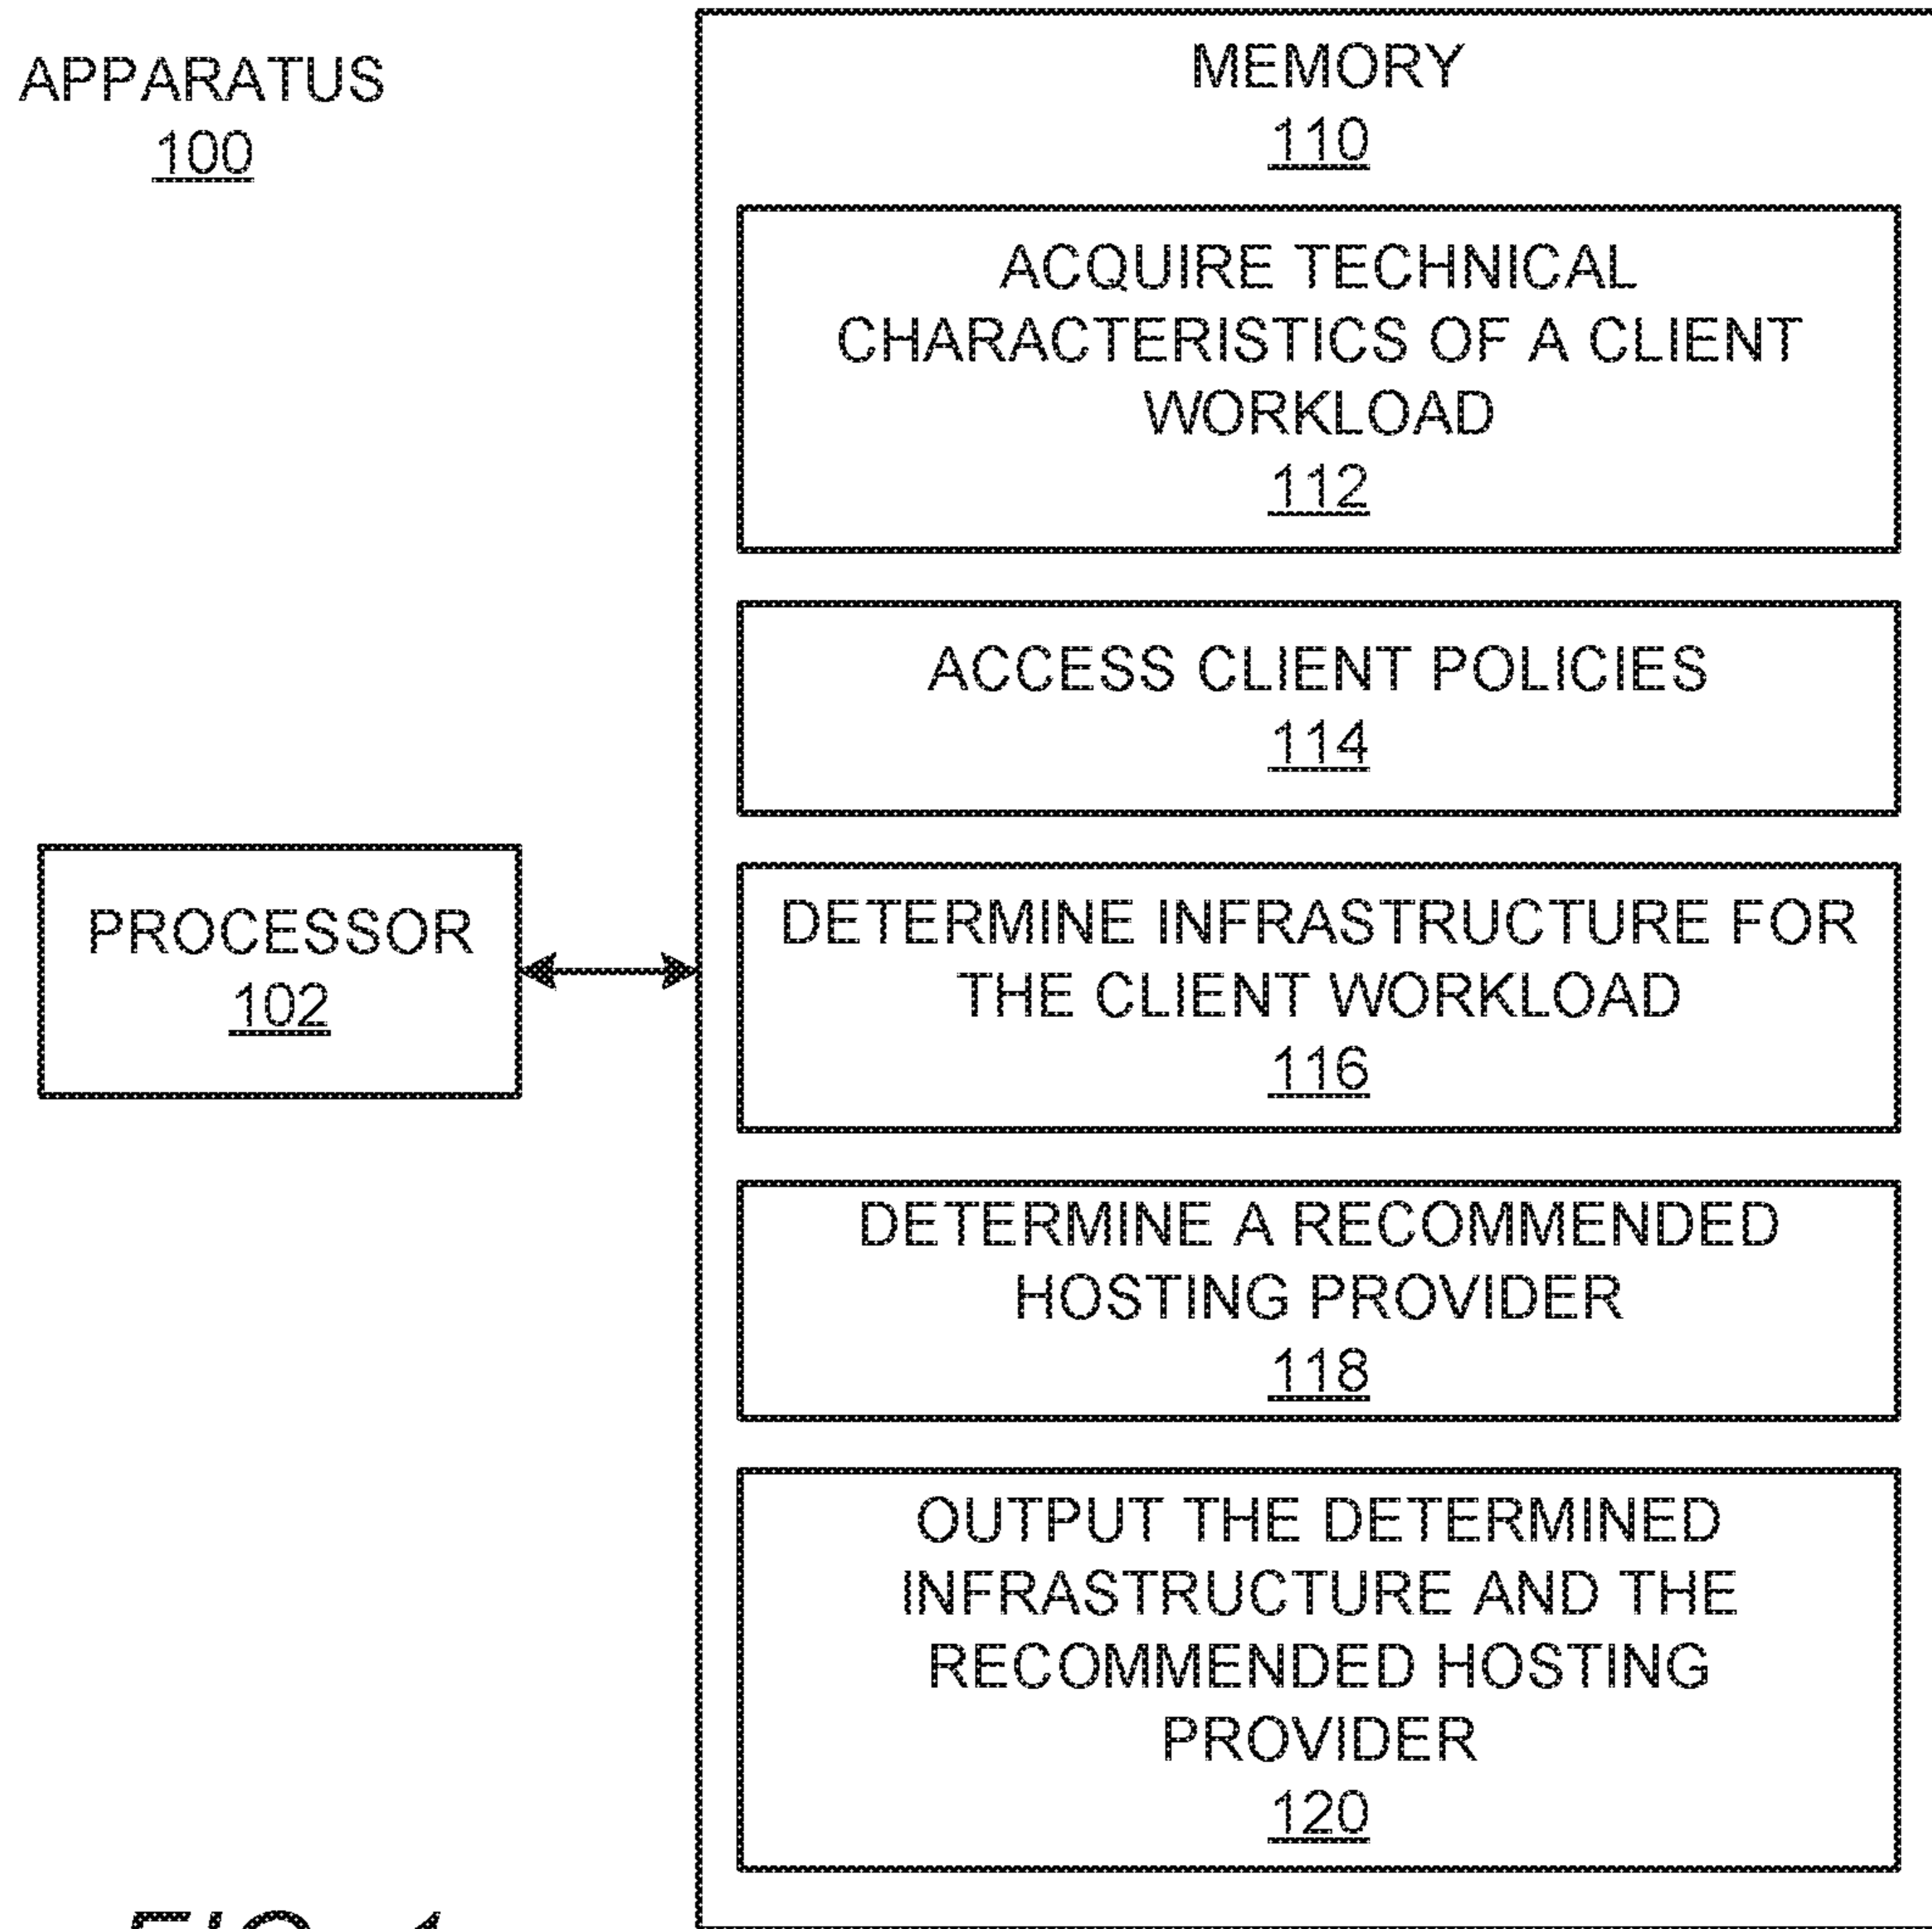 APPARATUS
100
MEMORY
110
ACQUIRE TECHNICAL
CHARACTERISTICS OF A CLIENT
WORKLOAD
112
ACCESS CLIENT POLICIES
114
PROCESSOR
102
DETERMINE INFRASTRUCTURE FOR
THE CLIENT WORKLOAD
116
DETERMINE A RECOMMENDED
HOSTING PROVIDER
118
OUTPUT THE DETERMINED
INFRASTRUCTURE AND THE
RECOMMENDED HOSTING
PROVIDER
120
FIG. 1